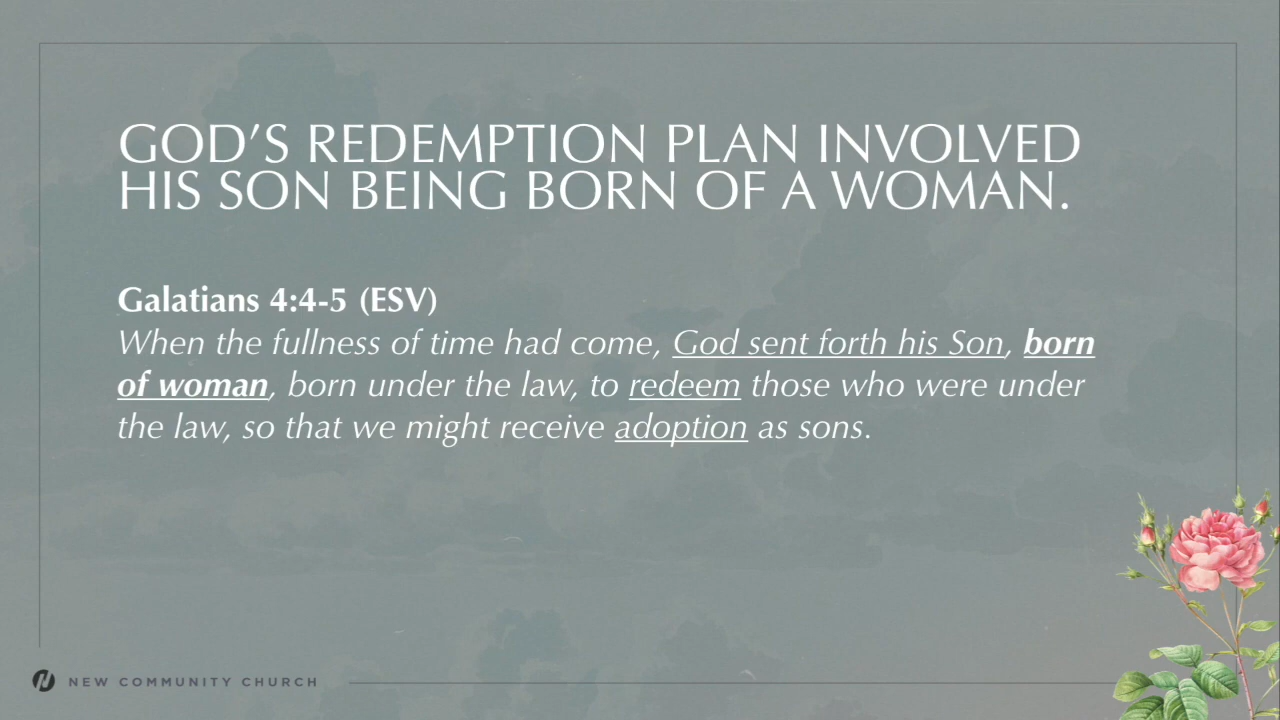 GOD’S REDEMPTION PLAN INVOLVED
HIS SON BEING BORN OF A WOMAN.
Galatians 4:4-5 (ESV)
When the fullness of time had come, God sent forth his Son, born
of woman, born under the law, to redeem those who were under
the law, so that we might receive adoption as sons.
NEW COMMUNITY CHURCH